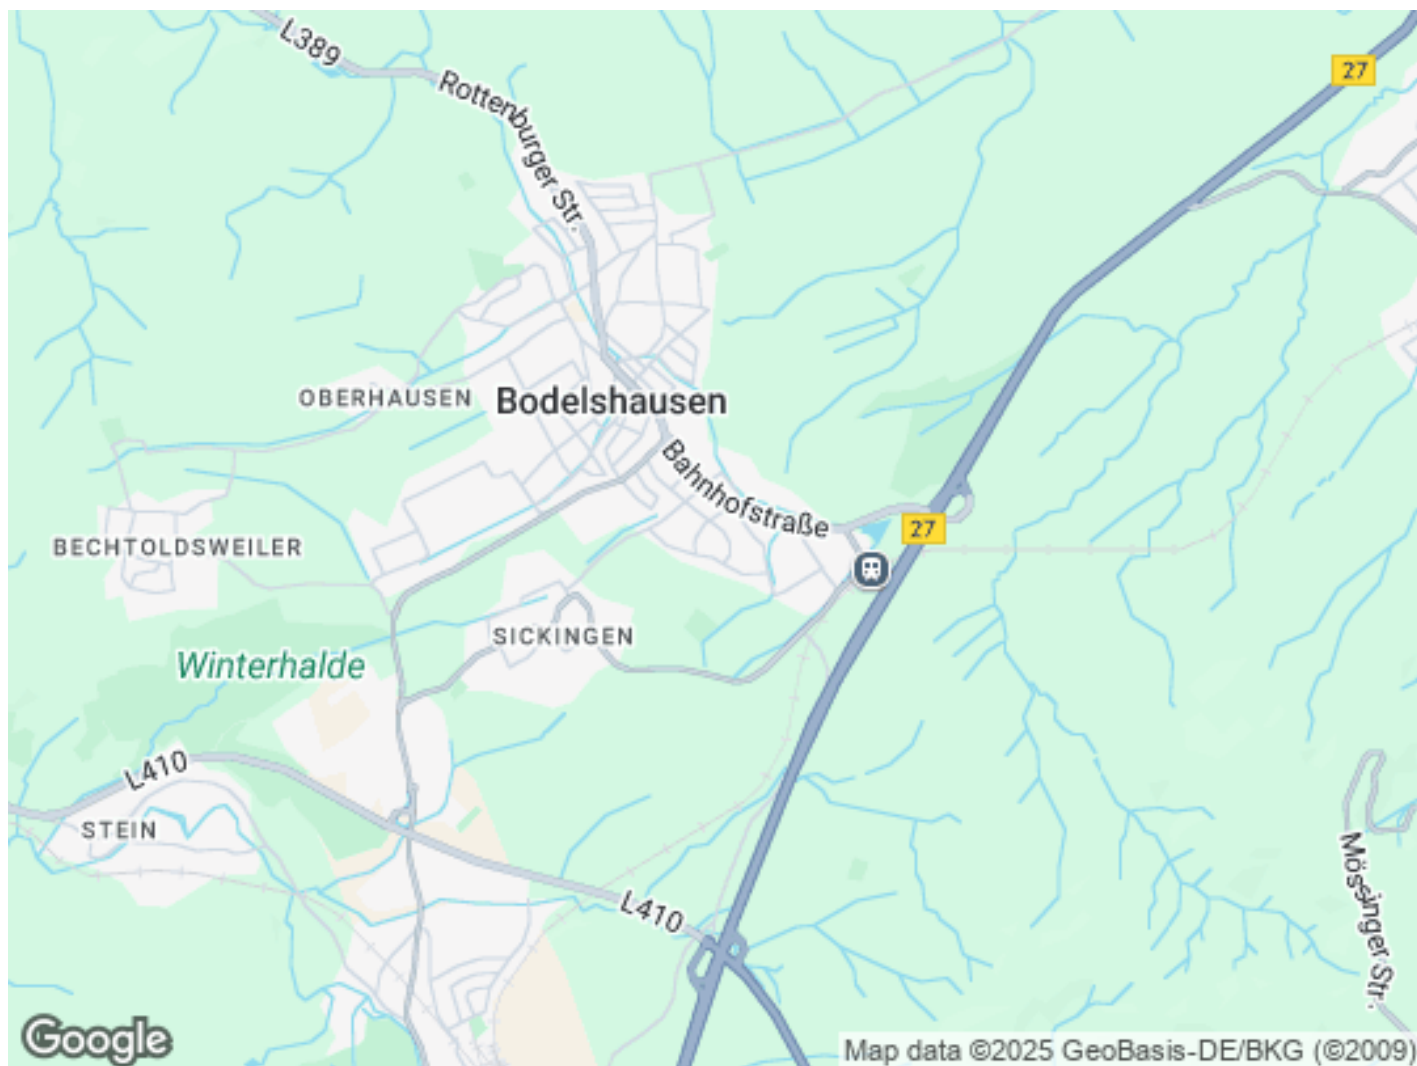 L389
27
Rottenburger Str.
OBERHAUSEN
Bodelshausen
Bahnhofstraße
27
BECHTOLDSWEILER
SICKINGEN
Winterhalde
L410
STEIN
L410
Mössinger Str.
Google
Map data ©2025 GeoBasis-DE/BKG (©2009)